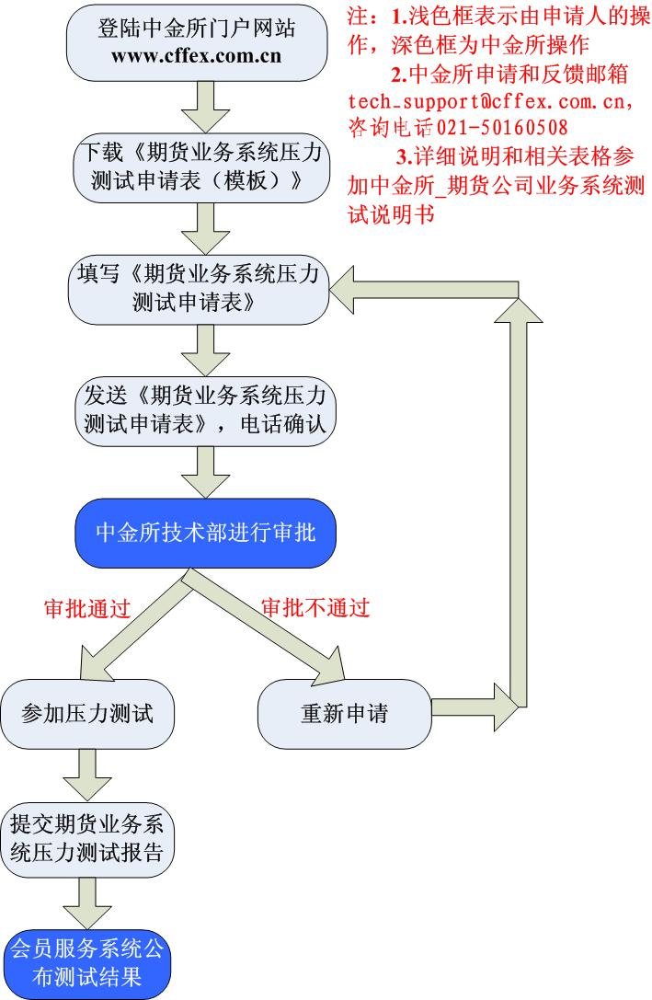 登陆中金所门户网站
www.cffex.com.cn
注：1.浅色框表示由申请人的操
作，深色框为中金所操作
2.中金所申请和反馈邮箱
tech_support@cffex.com.cn，
咨询电话021-50160508
3.详细说明和相关表格参
加中金所_期货公司业务系统测
试说明书
下载《期货业务系统压力
测试申请表（模板）》
填写《期货业务系统压力
测试申请表》
发送《期货业务系统压力
测试申请表》，电话确认
中金所技术部进行审批
审批通过
审批不通过
参加压力测试
重新申请
提交期货业务系
统压力测试报告
会员服务系统公
布测试结果